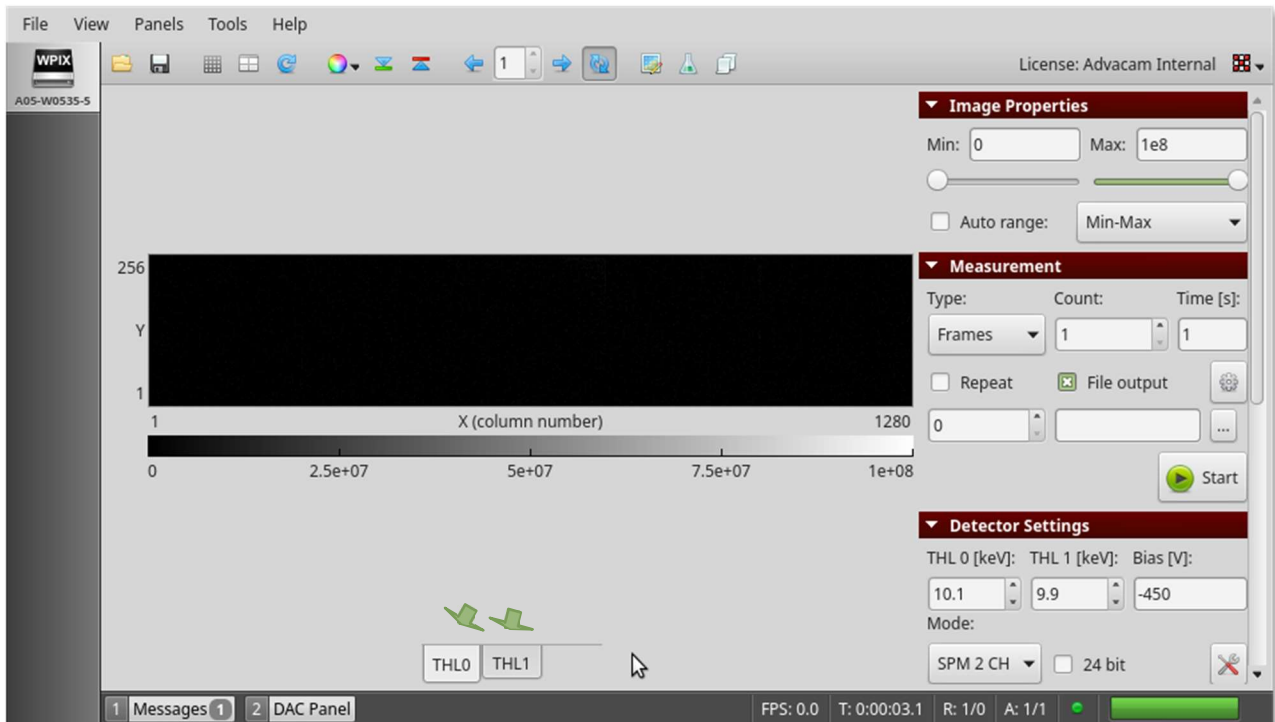 File View Panels Tools Help
WPIX
A05-W0535-5
1
License: Advacam Internal
Image Properties
Min: 0 Max: 1e8
Auto range: Min-Max
256
Y
1
1 X (column number) 1280
0 2.5e+07 5e+07 7.5e+07 1e+08
Measurement
Type: Count: Time [s]:
Frames 1 1
Repeat File output
0 ...
Start
Detector Settings
THL 0 [keV]: THL 1 [keV]: Bias [V]:
10.1 9.9 -450
Mode:
SPM 2 CH 24 bit
THL0 THL1
1 Messages 1 2 DAC Panel FPS: 0.0 T: 0:00:03.1 R: 1/0 A: 1/1